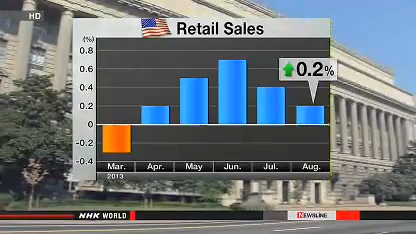 HD
Retail Sales
(%)
0.8
0.6
0.4
0.2
0
-0.2
-0.4
0.2%
Mar. Apr. May Jun. Jul. Aug.
2013
NHK WORLD
NEWSLINE